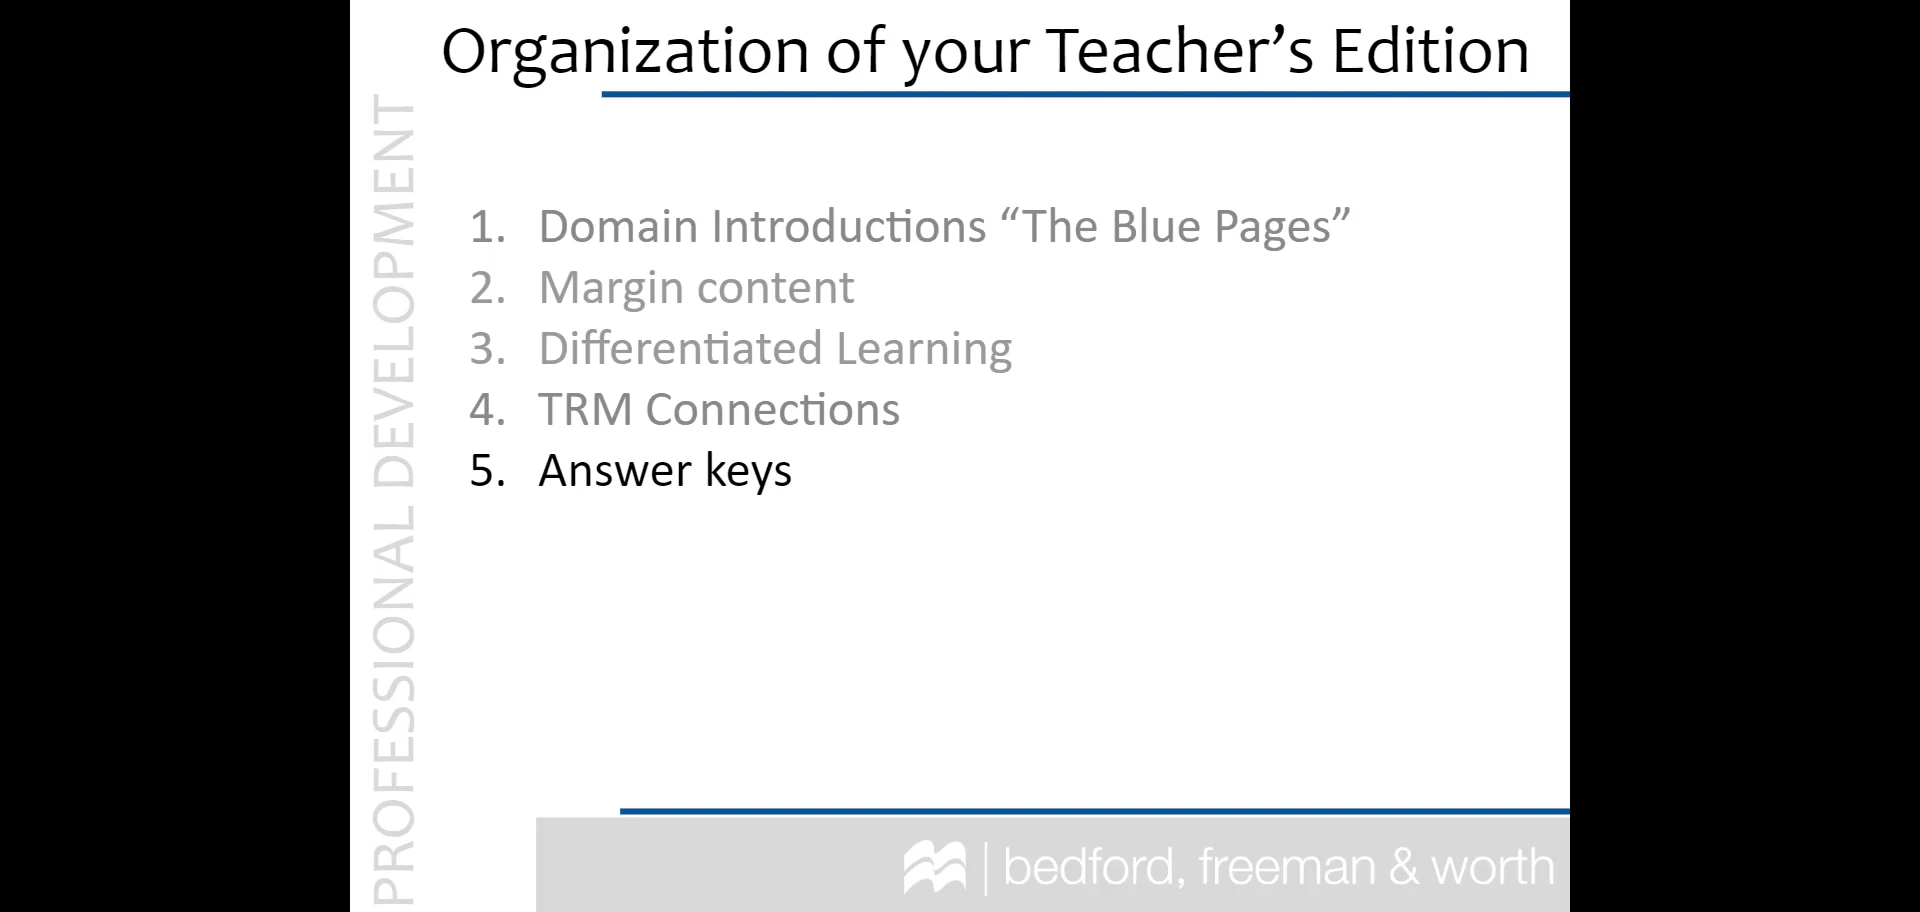 Organization of your Teacher’s Edition
PROFESSIONAL DEVELOPMENT
1. Domain Introductions “The Blue Pages”
2. Margin content
3. Differentiated Learning
4. TRM Connections
5. Answer keys
bedford, freeman & worth